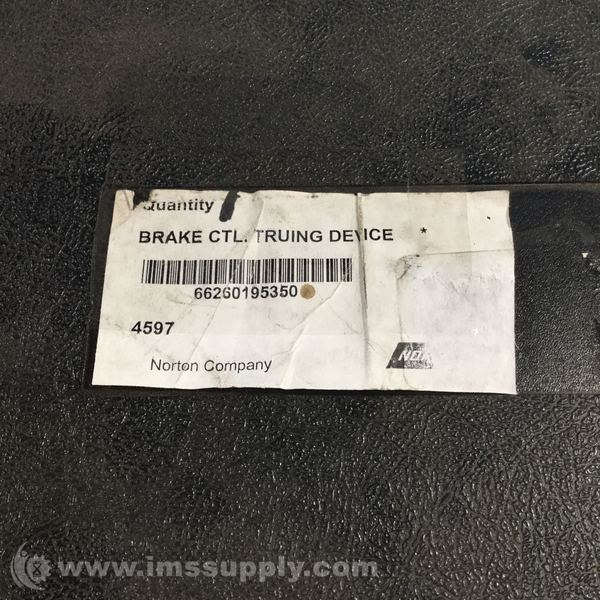 Quantity
BRAKE CTL. TRUING DEVICE *
66260195350
4597
Norton Company
www.imssupply.com